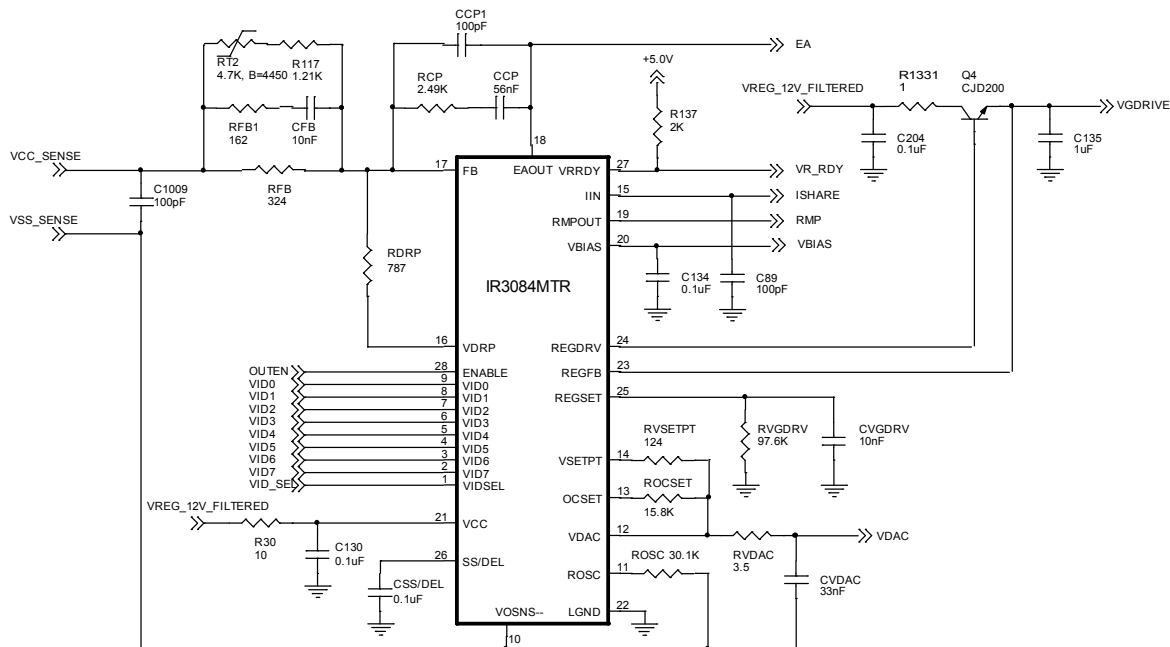 CCP1
100pF
EA
RT2
4.7K, B=4450
R117
1.21K
RCP
2.49K
CCP
56nF
+5.0V
R1331
1
Q4
CJD200
VREG_12V_FILTERED
VGDRIVE
RFB1
162
CFB
10nF
R137
2K
C204
0.1uF
C135
1uF
18
VCC_SENSE
17
FB
EAOUT
VRRDY
27
VR_RDY
C1009
100pF
RFB
324
IIN
15
ISHARE
VSS_SENSE
RMPOUT
19
RMP
VBIAS
20
VBIAS
RDRP
787
C134
0.1uF
C89
100pF
IR3084MTR
16
VDRP
REGDRV
24
OUTEN
28
ENABLE
REGFB
23
VID0
9
VID0
VID1
8
VID1
REGSET
25
VID2
7
VID2
VID3
6
VID3
RVSETPT
124
RVGDRV
97.6K
CVGDRV
10nF
VID4
5
VID4
VID5
4
VID5
VID6
3
VID6
VSETPT
14
VID7
2
VID7
VID_SEL
1
VIDSEL
OCSET
13
ROCSET
15.8K
VREG_12V_FILTERED
21
VCC
VDAC
12
VDAC
R30
10
C130
0.1uF
RVDAC
3.5
26
SS/DEL
ROSC
11
ROSC 30.1K
CSS/DEL
0.1uF
CVDAC
33nF
VOSNS--
LGND
22
10